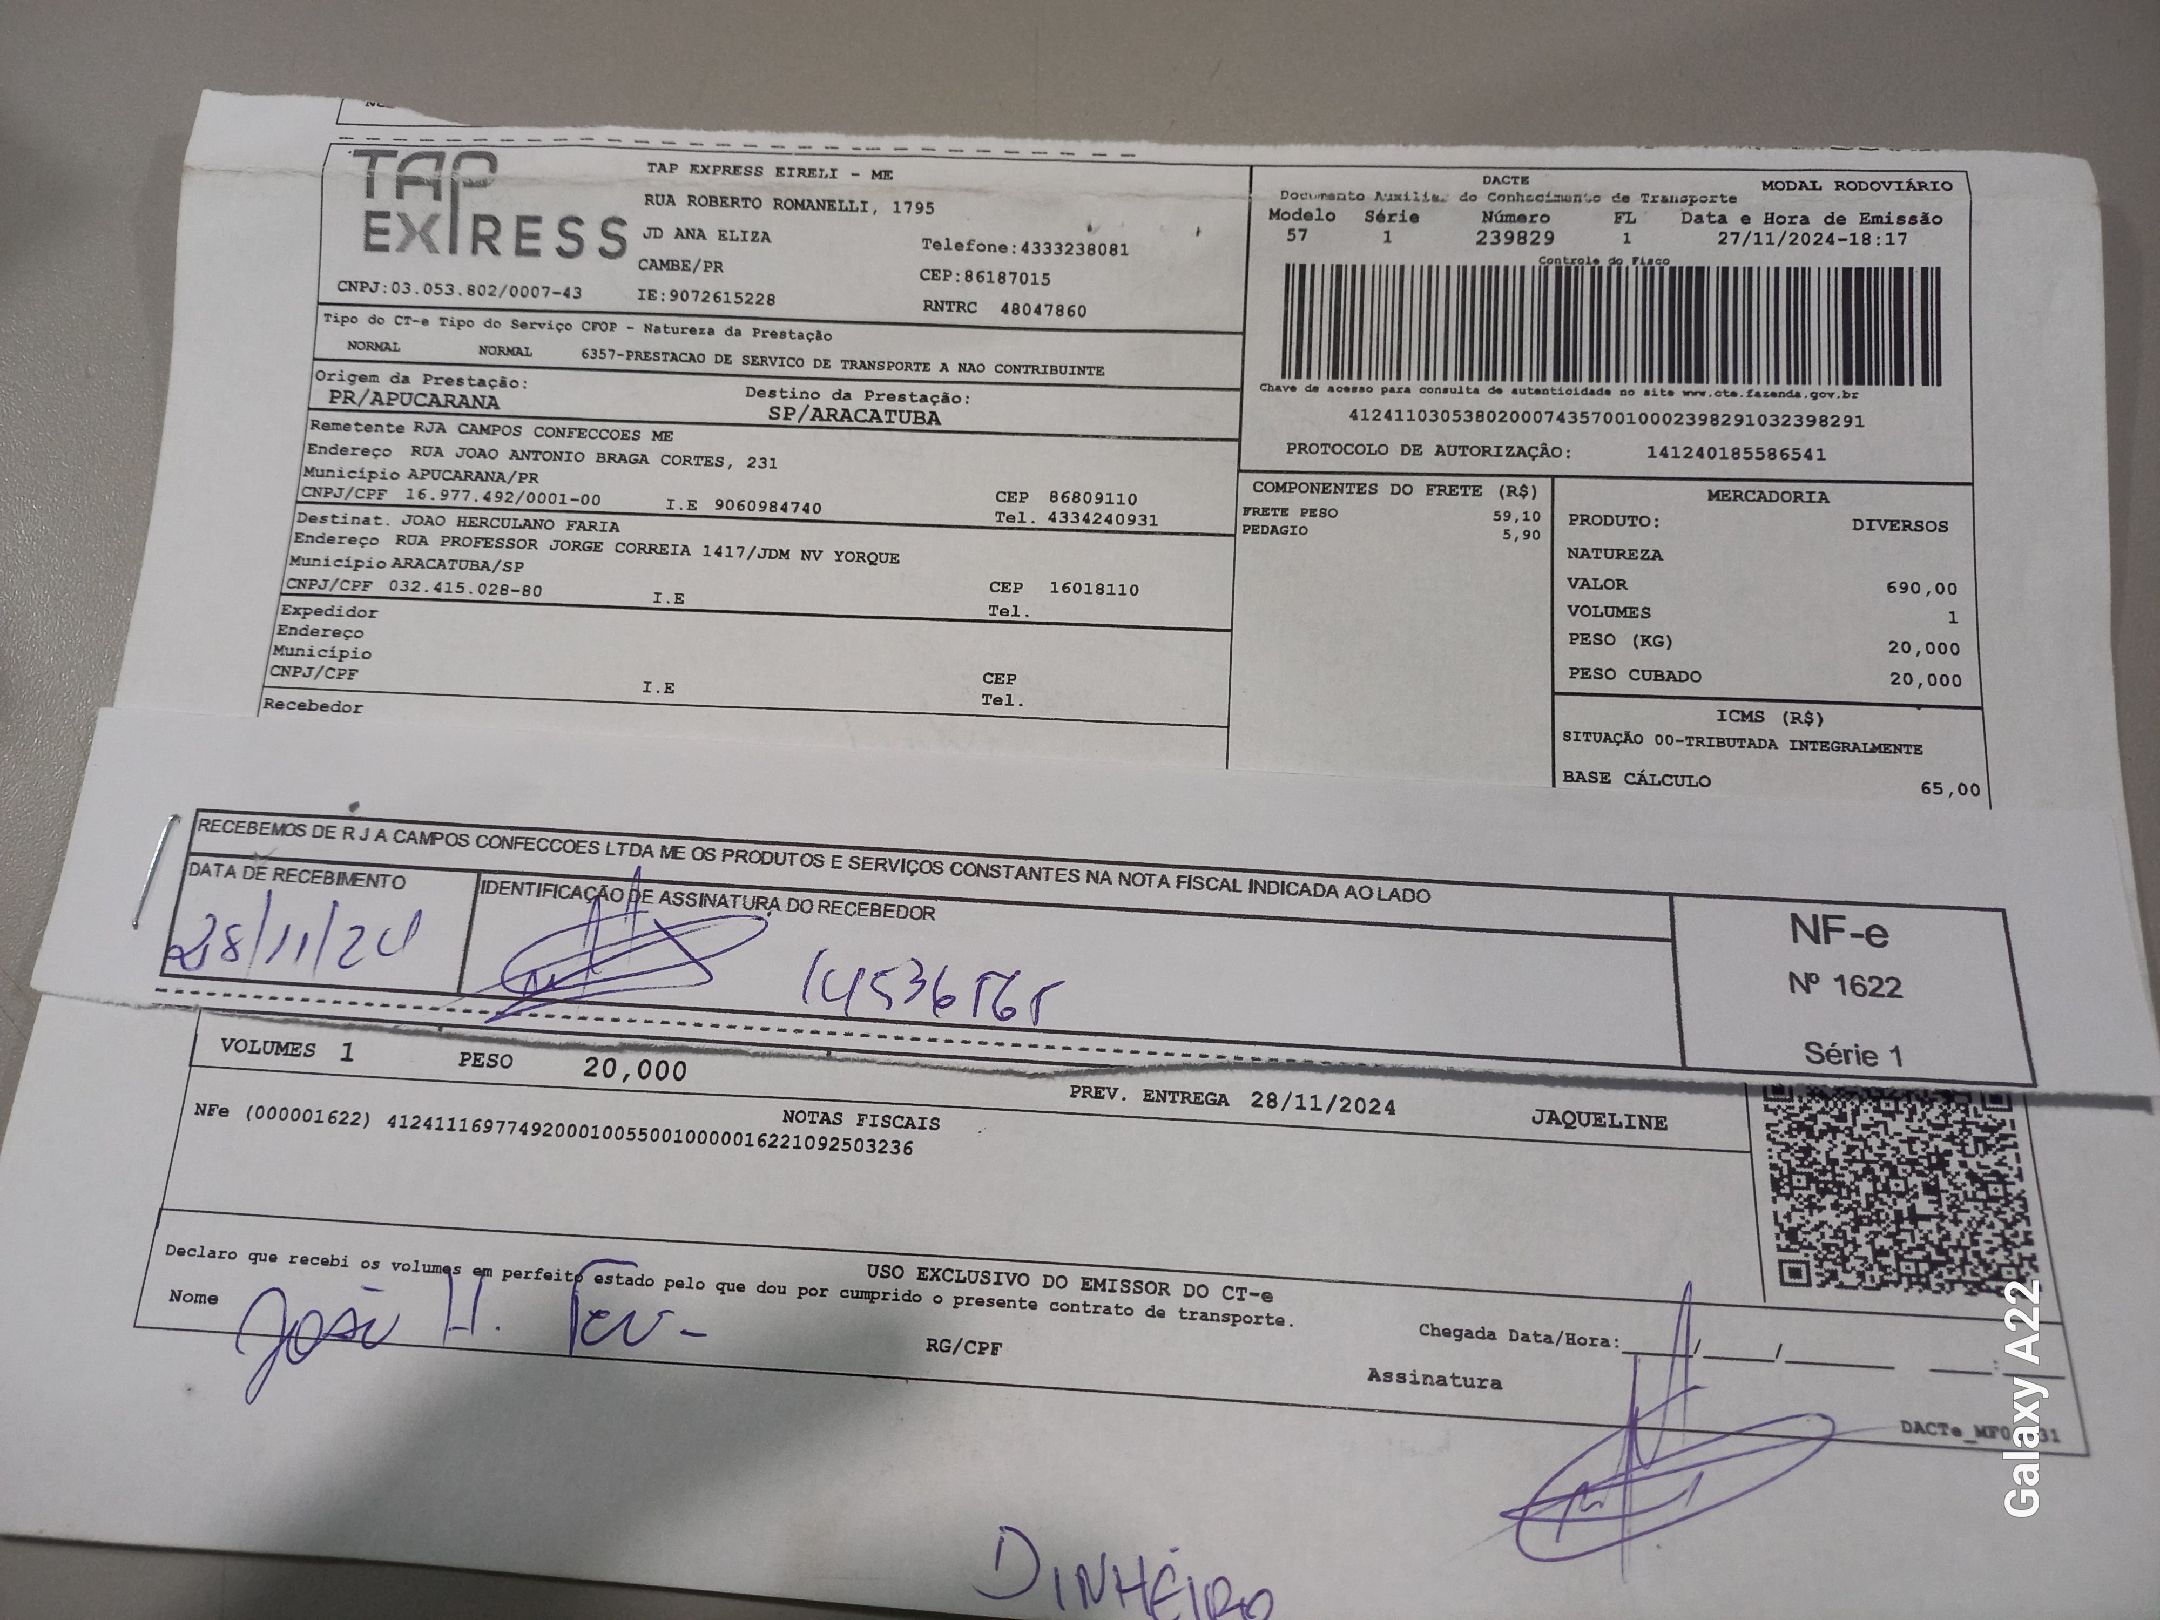 TAP EXPRESS
TAP EXPRESS EIRELI - ME
RUA ROBERTO ROMANELLI, 1795
JD ANA ELIZA
Telefone:4333238081
CAMBE/PR
CEP:86187015
CNPJ:03.053.802/0007-43 IE:9072615228
RNTRC 48047860
DACTE MODAL RODOVIÁRIO
Documento Auxiliar do Conhecimento de Transporte
Modelo Série Número FL Data e Hora de Emissão
57 1 239829 1 27/11/2024-18:17
Controle do Fisco
Chave de acesso para consulta de autenticidade no site www.cte.fazenda.gov.br
41241103053802000743570010002398291032398291
PROTOCOLO DE AUTORIZAÇÃO: 141240185586541
Tipo do CT-e Tipo do Serviço CFOP - Natureza da Prestação
NORMAL NORMAL 6357-PRESTACAO DE SERVICO DE TRANSPORTE A NAO CONTRIBUINTE
Origem da Prestação: Destino da Prestação:
PR/APUCARANA SP/ARACATUBA
Remetente RJA CAMPOS CONFECCOES ME
Endereço RUA JOAO ANTONIO BRAGA CORTES, 231
Município APUCARANA/PR CEP 86809110
CNPJ/CPF 16.977.492/0001-00 I.E 9060984740 Tel. 4334240931
Destinat. JOAO HERCULANO FARIA
Endereço RUA PROFESSOR JORGE CORREIA 1417/JDM NV YORQUE
Município ARACATUBA/SP CEP 16018110
CNPJ/CPF 032.415.028-80 I.E Tel.
Expedidor
Endereço
Município CEP
CNPJ/CPF I.E Tel.
Recebedor
COMPONENTES DO FRETE (R$)
FRETE PESO 59,10
PEDAGIO 5,90
MERCADORIA
PRODUTO: DIVERSOS
NATUREZA
VALOR 690,00
VOLUMES 1
PESO (KG) 20,000
PESO CUBADO 20,000
ICMS (R$)
SITUAÇÃO 00-TRIBUTADA INTEGRALMENTE
BASE CÁLCULO 65,00
RECEBEMOS DE R J A CAMPOS CONFECCOES LTDA ME OS PRODUTOS E SERVIÇOS CONSTANTES NA NOTA FISCAL INDICADA AO LADO
DATA DE RECEBIMENTO IDENTIFICAÇÃO DE ASSINATURA DO RECEBEDOR
28/11/24
NF-e
Nº 1622
Série 1
VOLUMES 1 PESO 20,000 PREV. ENTREGA 28/11/2024 JAQUELINE
NOTAS FISCAIS
NFe (000001622) 41241116977492000100550010000016221092503236
USO EXCLUSIVO DO EMISSOR DO CT-e
Declaro que recebi os volumes em perfeito estado pelo que dou por cumprido o presente contrato de transporte.
Nome João H. RG/CPF Chegada Data/Hora:
Assinatura
DINHEIRO
Galaxy A22